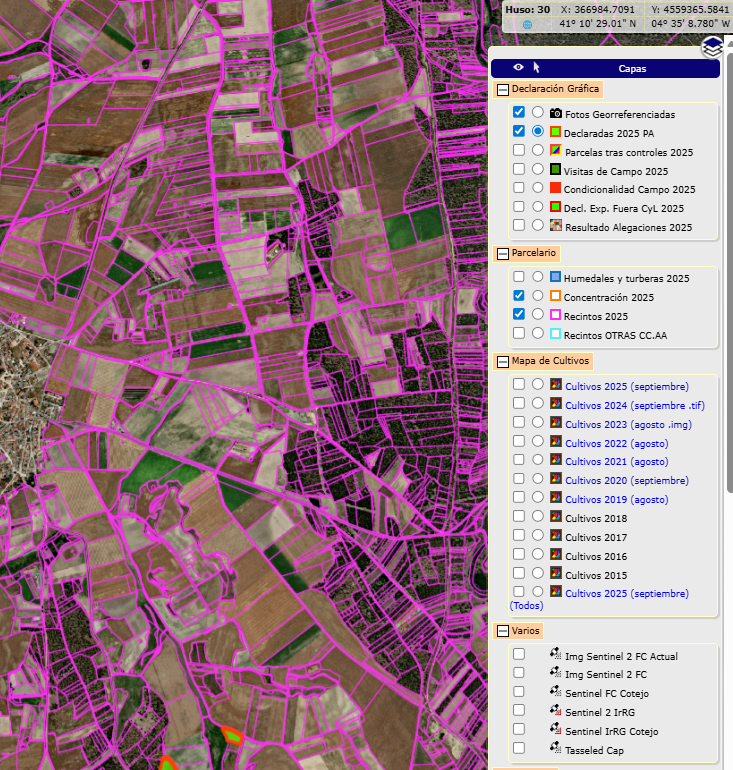 Huso: 30 X: 366984.7091 Y: 4559365.5841
41º 10' 29.01" N 04º 35' 8.780" W
Capas
Declaración Gráfica
Fotos Georreferenciadas
Declaradas 2025 PA
Parcelas tras controles 2025
Visitas de Campo 2025
Condicionalidad Campo 2025
Decl. Exp. Fuera CyL 2025
Resultado Alegaciones 2025
Parcelario
Humedales y turberas 2025
Concentración 2025
Recintos 2025
Recintos OTRAS CC.AA
Mapa de Cultivos
Cultivos 2025 (septiembre)
Cultivos 2024 (septiembre .tif)
Cultivos 2023 (agosto .img)
Cultivos 2022 (agosto)
Cultivos 2021 (agosto)
Cultivos 2020 (septiembre)
Cultivos 2019 (agosto)
Cultivos 2018
Cultivos 2017
Cultivos 2016
Cultivos 2015
Cultivos 2025 (septiembre)
(Todos)
Varios
Img Sentinel 2 FC Actual
Img Sentinel 2 FC
Sentinel FC Cotejo
Sentinel 2 IrRG
Sentinel IrRG Cotejo
Tasseled Cap